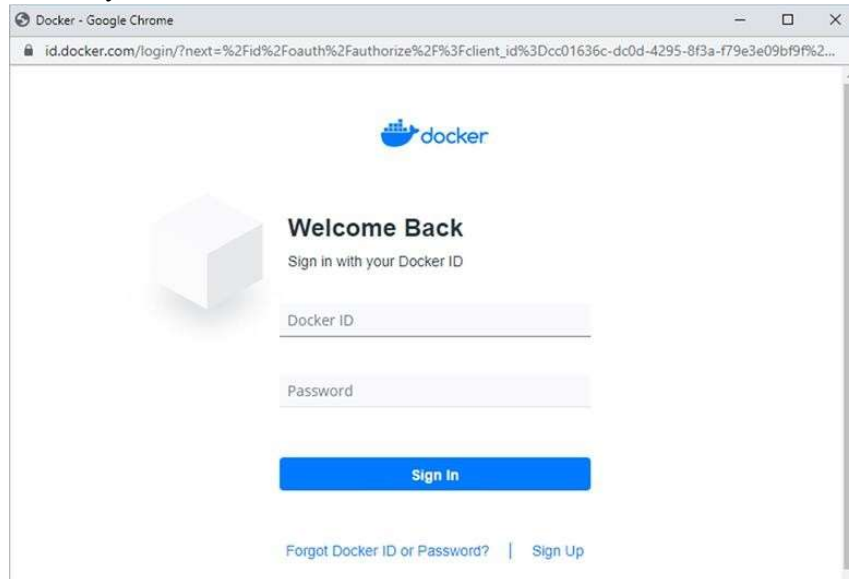 Docker - Google Chrome
id.docker.com/login/?next=%2Fid%2Foauth%2Fauthorize%2F%3Fclient_id%3Dcc01636c-dc0d-4295-8f3a-f79e3e09bf9f%2...
docker
Welcome Back
Sign in with your Docker ID
Docker ID
Password
Sign In
Forgot Docker ID or Password? | Sign Up